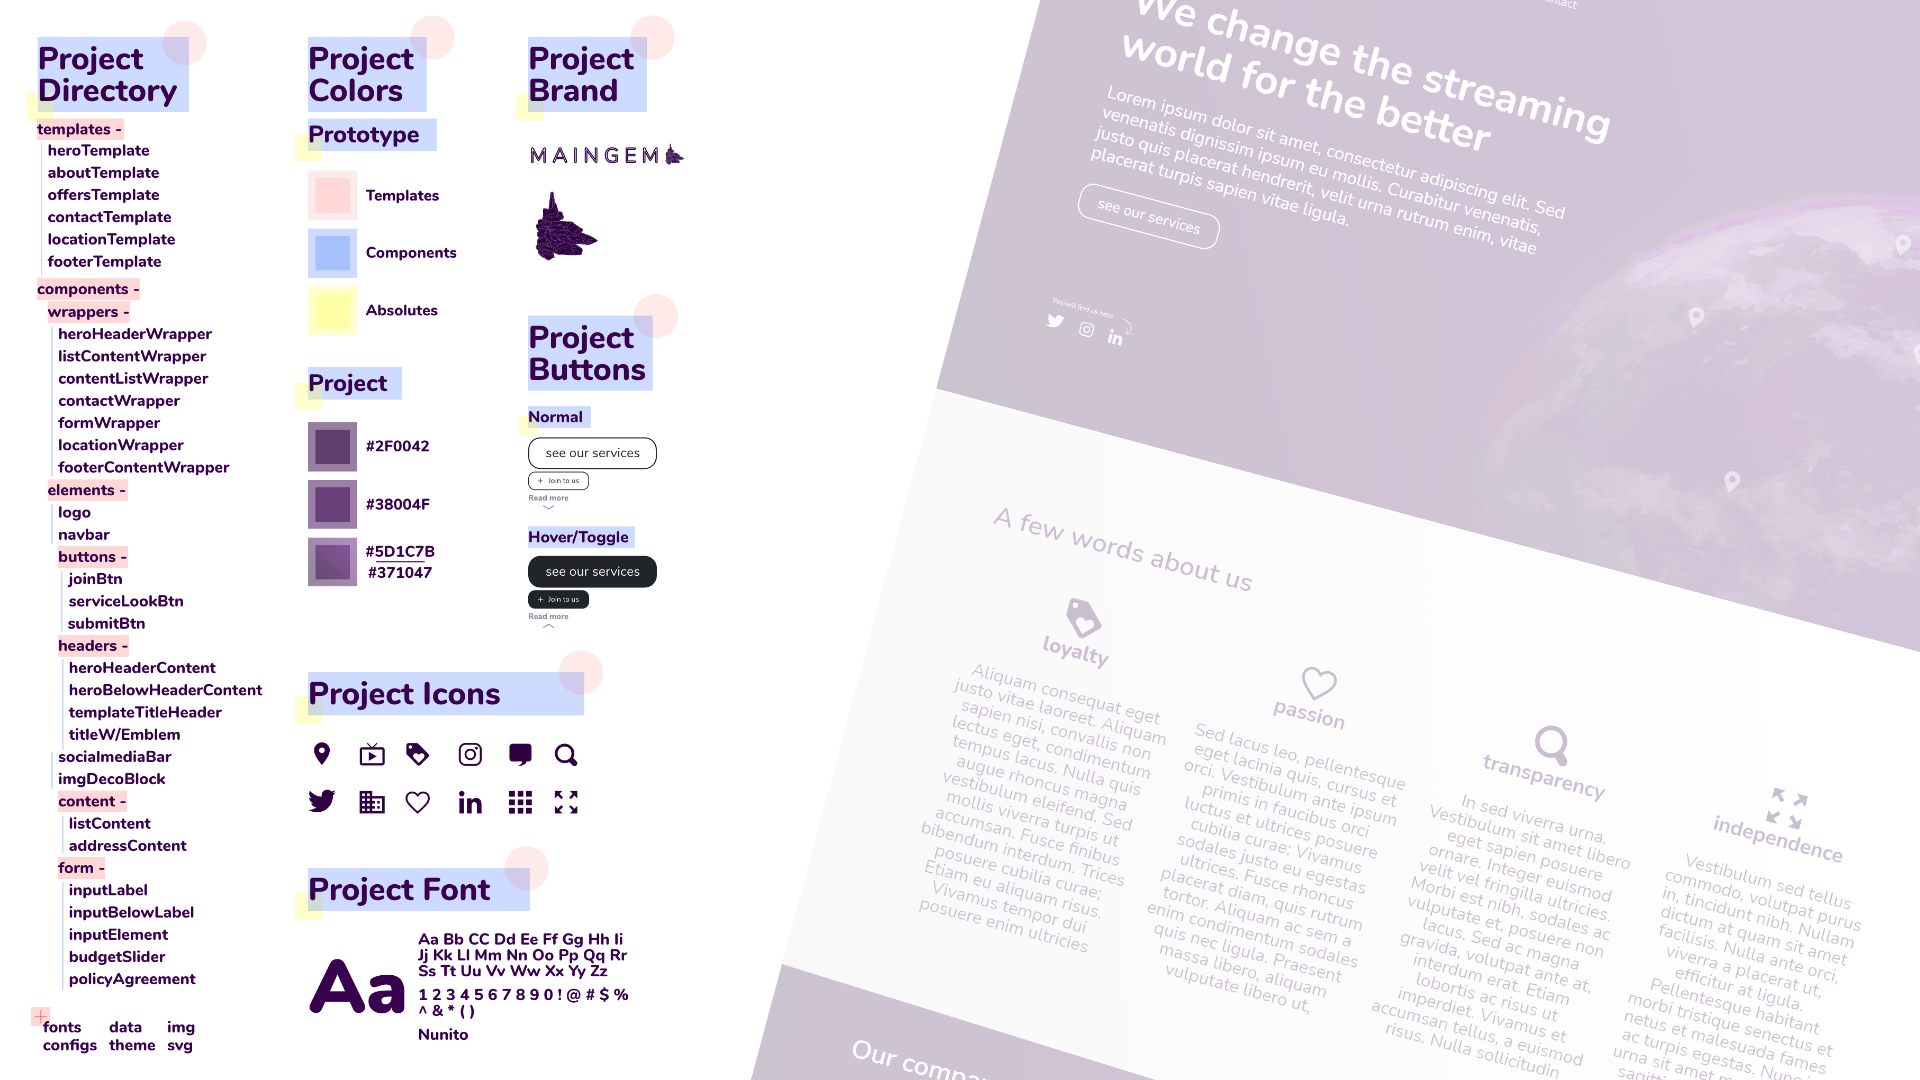 Project
Directory
templates -
heroTemplate
aboutTemplate
offersTemplate
contactTemplate
locationTemplate
footerTemplate
components -
wrappers -
heroHeaderWrapper
listContentWrapper
contentListWrapper
contactWrapper
formWrapper
locationWrapper
footerContentWrapper
elements -
logo
navbar
buttons -
joinBtn
serviceLookBtn
submitBtn
headers -
heroHeaderContent
heroBelowHeaderContent
templateTitleHeader
titleW/Emblem
socialmediaBar
imgDecoBlock
content -
listContent
addressContent
form -
inputLabel
inputBelowLabel
inputElement
budgetSlider
policyAgreement
+
fonts data img
configs theme svg
Project
Colors
Prototype
Templates
Components
Absolutes
Project
#2F0042
#38004F
#5D1C7B
#371047
Project
Brand
MAINGEM
Project
Buttons
Normal
see our services
+ Join to us
Read more
Hover/Toggle
see our services
+ Join to us
Read more
Project Icons
Project Font
Aa
Aa Bb CC Dd Ee Ff Gg Hh Ii
Jj Kk Ll Mm Nn Oo Pp Qq Rr
Ss Tt Uu Vv Ww Xx Yy Zz
1 2 3 4 5 6 7 8 9 0 ! @ # $ %
^ & * ( )
Nunito
We change the streaming
world for the better
Lorem ipsum dolor sit amet, consectetur adipiscing elit. Sed
venenatis dignissim ipsum eu mollis. Curabitur venenatis,
justo quis placerat hendrerit, velit urna rutrum enim, vitae
placerat turpis sapien vitae ligula.
see our services
You will find us here
A few words about us
loyalty
Aliquam consequat eget
justo vitae laoreet. Aliquam
sapien nisi, convallis non
lectus eget, condimentum
tempus lacus. Nulla quis
augue rhoncus magna
vestibulum eleifend. Sed
mollis viverra turpis ut
accumsan. Fusce finibus
bibendum interdum. Trices
posuere cubilia curae;
Etiam eu aliquam risus.
Vivamus tempor dui
posuere enim ultricies
passion
Sed lacus leo, pellentesque
eget lacinia quis, cursus et
orci. Vestibulum ante ipsum
primis in faucibus orci
luctus et ultrices posuere
cubilia curae; Vivamus
sodales justo eu egestas
ultrices. Fusce rhoncus
placerat diam, quis rutrum
tortor. Aliquam ac sem a
enim condimentum sodales
quis nec ligula. Praesent
massa libero, aliquam
vulputate libero ut,
transparency
In sed viverra urna.
Vestibulum sit amet libero
eget sapien posuere
ornare. Integer euismod
velit vel fringilla ultricies.
Morbi est nibh, sodales ac
vulputate et, posuere non
lacus. Sed ac magna
gravida, volutpat ante at,
interdum erat. Etiam
lobortis ac risus ut
imperdiet. Vivamus et
accumsan tellus, a euismod
risus. Nulla sollicitudin
independence
Vestibulum sed tellus
commodo, volutpat purus
in, tincidunt nibh. Nullam
dictum at quam sit amet
facilisis. Nulla ante orci,
viverra a placerat ut,
efficitur at ligula.
Pellentesque habitant
morbi tristique senectus et
netus et malesuada fames
ac turpis egestas. Nunc
urna sit amet
Our